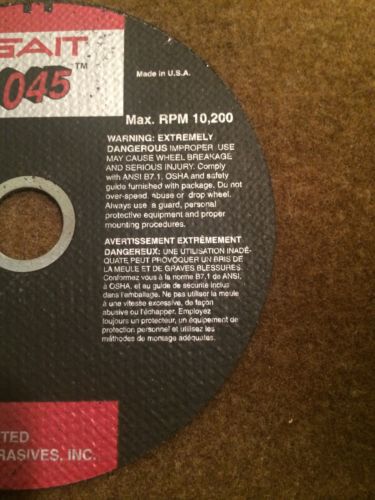 SAIT
045™
Made in U.S.A.
Max. RPM 10,200
WARNING: EXTREMELY
DANGEROUS IMPROPER USE
MAY CAUSE WHEEL BREAKAGE
AND SERIOUS INJURY. Comply
with ANSI B7.1, OSHA and safety
guide furnished with package. Do not
over-speed, abuse or drop wheel.
Always use a guard, personal
protective equipment and proper
mounting procedures.
AVERTISSEMENT EXTRÊMEMENT
DANGEREUX: UNE UTILISATION INADÉ-
QUATE PEUT PROVOQUER UN BRIS DE
LA MEULE ET DE GRAVES BLESSURES.
Conformez vous à la norme B7.1 de ANSI,
à OSHA, et au guide de sécurité inclus
dans l'emballage. Ne pas utiliser la meule
à une vitesse excessive, de façon
abusive ou l'échapper. Employez
toujours un protecteur, un équipement de
protection personnel et utilisez les
méthodes de montage adéquates.
TED
RASIVES, INC.